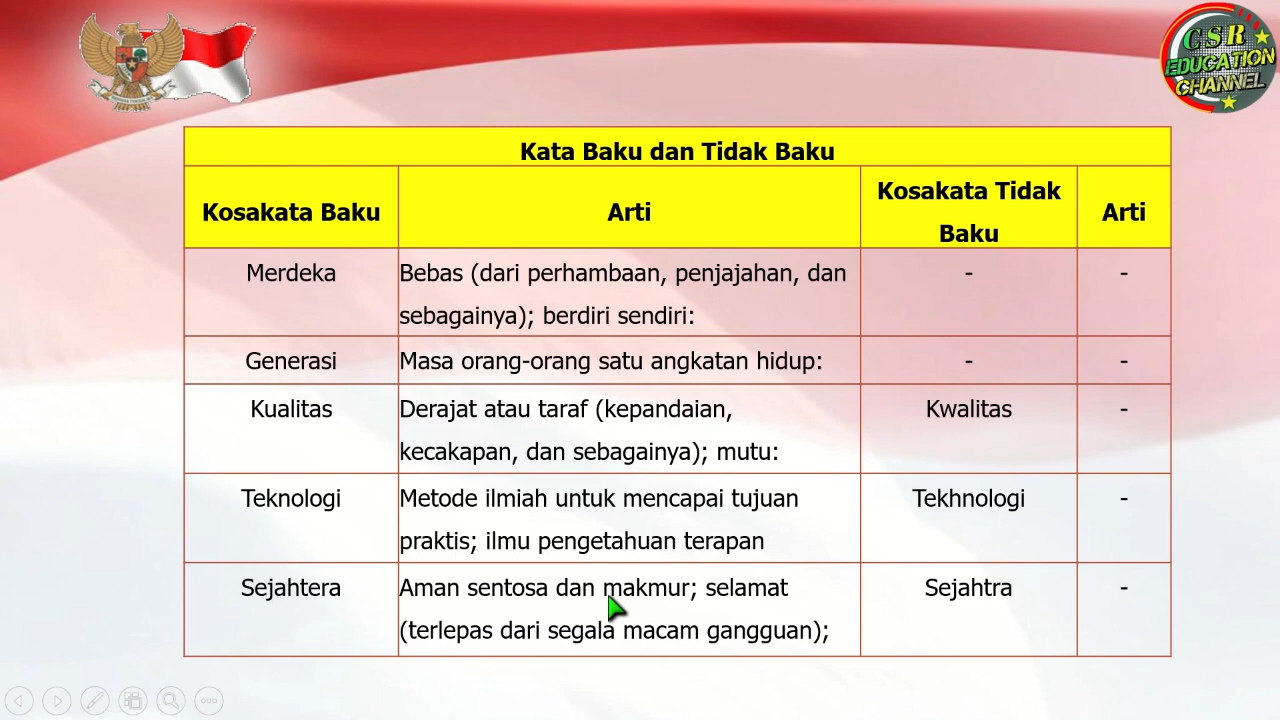 CSR
EDUCATION
CHANNEL
Kata Baku dan Tidak Baku
Kosakata Baku
Arti
Kosakata Tidak
Baku
Arti
Merdeka
Bebas (dari perhambaan, penjajahan, dan
sebagainya); berdiri sendiri:
-
-
Generasi
Masa orang-orang satu angkatan hidup:
-
-
Kualitas
Derajat atau taraf (kepandaian,
kecakapan, dan sebagainya); mutu:
Kwalitas
-
Teknologi
Metode ilmiah untuk mencapai tujuan
praktis; ilmu pengetahuan terapan
Tekhnologi
-
Sejahtera
Aman sentosa dan makmur; selamat
(terlepas dari segala macam gangguan);
Sejahtra
-